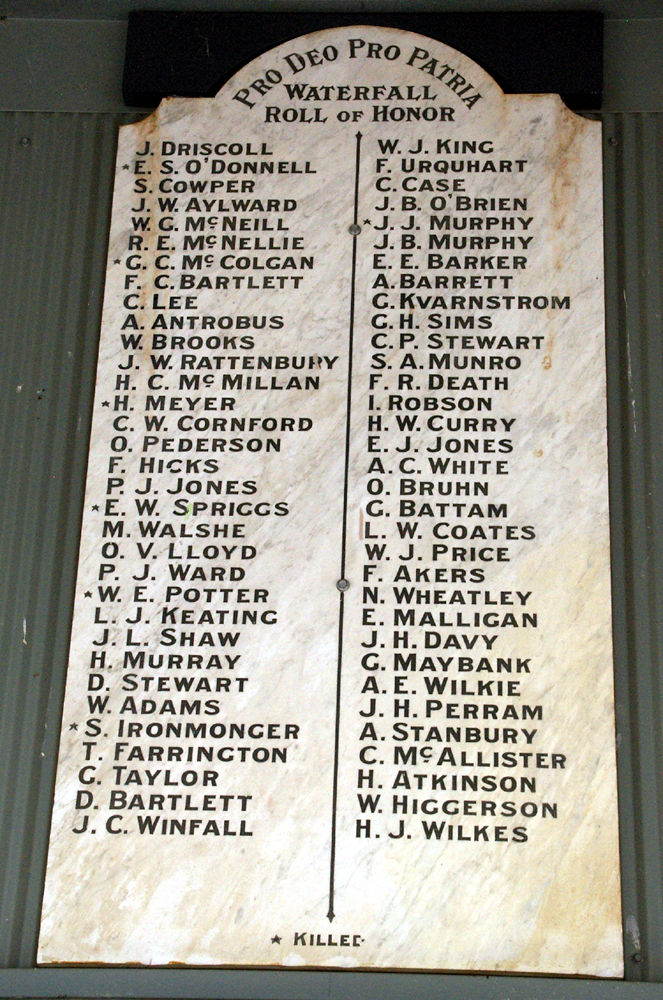 PRO DEO PRO PATRIA
WATERFALL
ROLL OF HONOR
J. DRISCOLL
*E. S. O'DONNELL
S. COWPER
J. W. AYLWARD
W. G. McNEILL
R. E. McNELLIE
*G. C. McCOLGAN
F. C. BARTLETT
C. LEE
A. ANTROBUS
W. BROOKS
J. W. RATTENBURY
H. C. McMILLAN
*H. MEYER
C. W. CORNFORD
O. PEDERSON
F. HICKS
P. J. JONES
*E. W. SPRIGGS
M. WALSHE
O. V. LLOYD
P. J. WARD
*W. E. POTTER
L. J. KEATING
J. L. SHAW
H. MURRAY
D. STEWART
W. ADAMS
*S. IRONMONGER
T. FARRINGTON
G. TAYLOR
D. BARTLETT
J. C. WINFALL
W. J. KING
F. URQUHART
C. CASE
J. B. O'BRIEN
*J. J. MURPHY
J. B. MURPHY
E. E. BARKER
A. BARRETT
G. KVARNSTROM
G. H. SIMS
C. P. STEWART
S. A. MUNRO
F. R. DEATH
I. ROBSON
H. W. CURRY
E. J. JONES
A. C. WHITE
O. BRUHN
G. BATTAM
L. W. COATES
W. J. PRICE
F. AKERS
N. WHEATLEY
E. MALLIGAN
J. H. DAVY
G. MAYBANK
A. E. WILKIE
J. H. PERRAM
A. STANBURY
C. McALLISTER
H. ATKINSON
W. HIGGERSON
H. J. WILKES
* KILLED